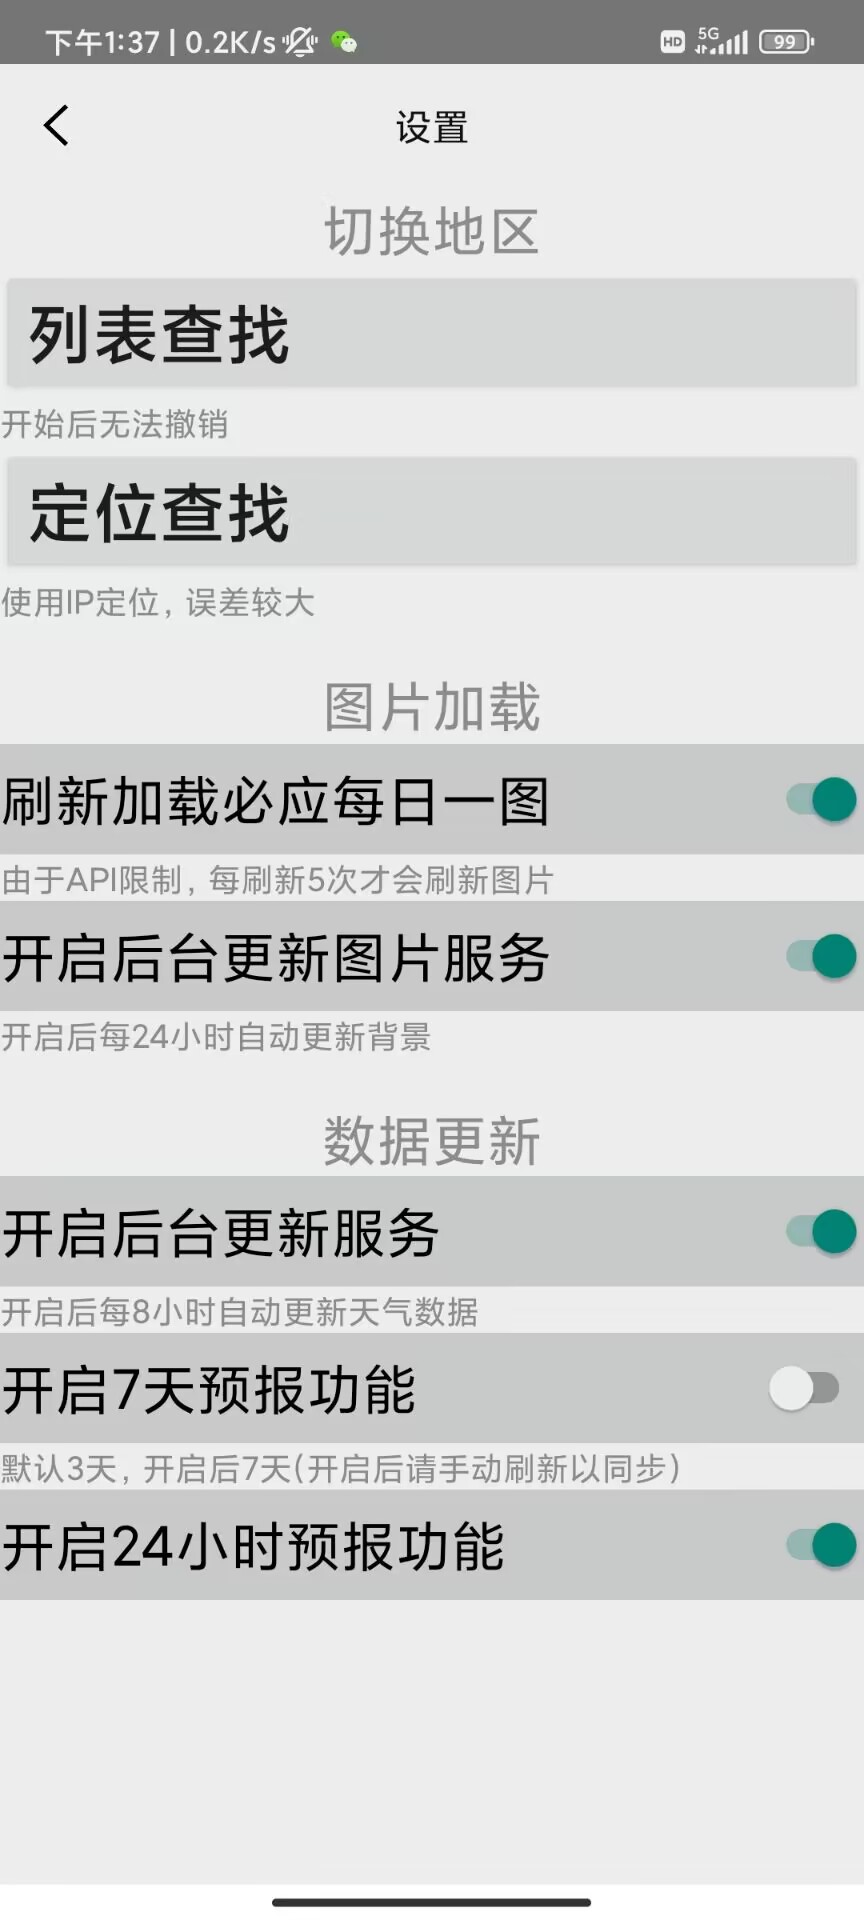 下午1:37 | 0.2K/s HD 5G 99
设置
切换地区
列表查找
开始后无法撤销
定位查找
使用IP定位, 误差较大
图片加载
刷新加载必应每日一图
由于API限制, 每刷新5次才会刷新图片
开启后台更新图片服务
开启后每24小时自动更新背景
数据更新
开启后台更新服务
开启后每8小时自动更新天气数据
开启7天预报功能
默认3天, 开启后7天(开启后请手动刷新以同步)
开启24小时预报功能